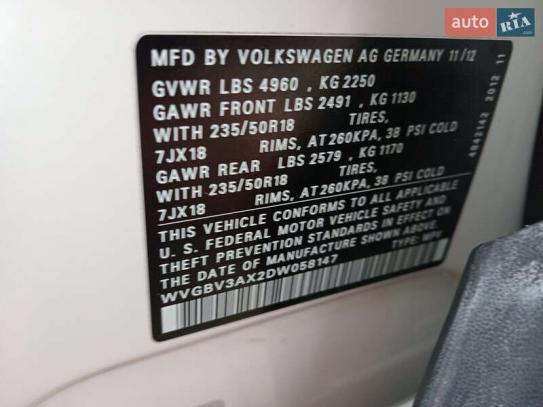 auto RIA.com
MFD BY VOLKSWAGEN AG GERMANY 11/12
GVWR LBS 4960 , KG 2250
GAWR FRONT LBS 2491 , KG 1130
WITH 235/50R18 TIRES,
7JX18 RIMS, AT 260KPA, 38 PSI COLD
GAWR REAR LBS 2579 , KG 1170
WITH 235/50R18 TIRES,
7JX18 RIMS, AT 260KPA, 38 PSI COLD
THIS VEHICLE CONFORMS TO ALL APPLICABLE
U. S. FEDERAL MOTOR VEHICLE SAFETY AND
THEFT PREVENTION STANDARDS IN EFFECT ON
THE DATE OF MANUFACTURE SHOWN ABOVE.
WVGBV3AX2DW058147 TYPE: MPV
4843142 2012 11